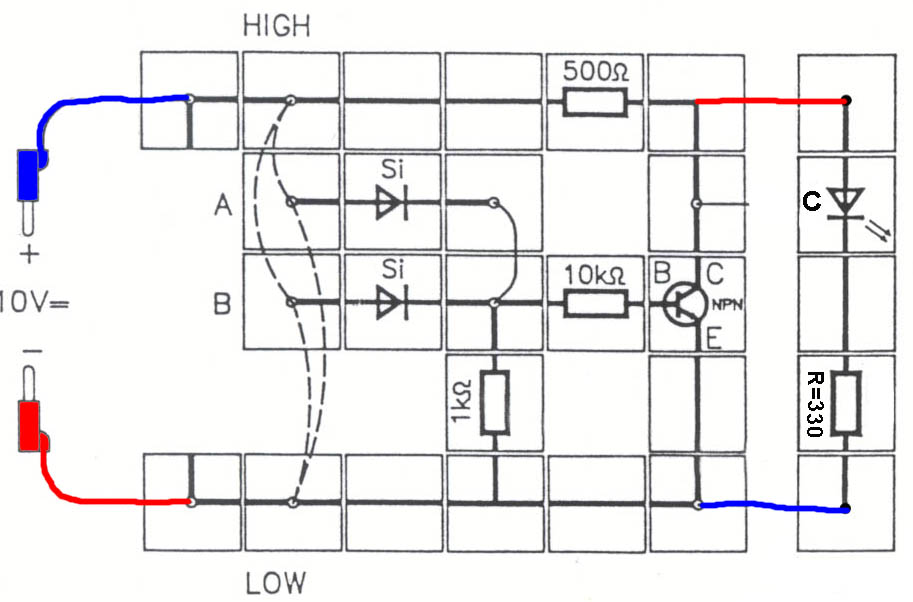 HIGH
500Ω
Si
A
C
+
Si
10kΩ
B
C
B
NPN
10V=
E
−
1kΩ
R=330
LOW